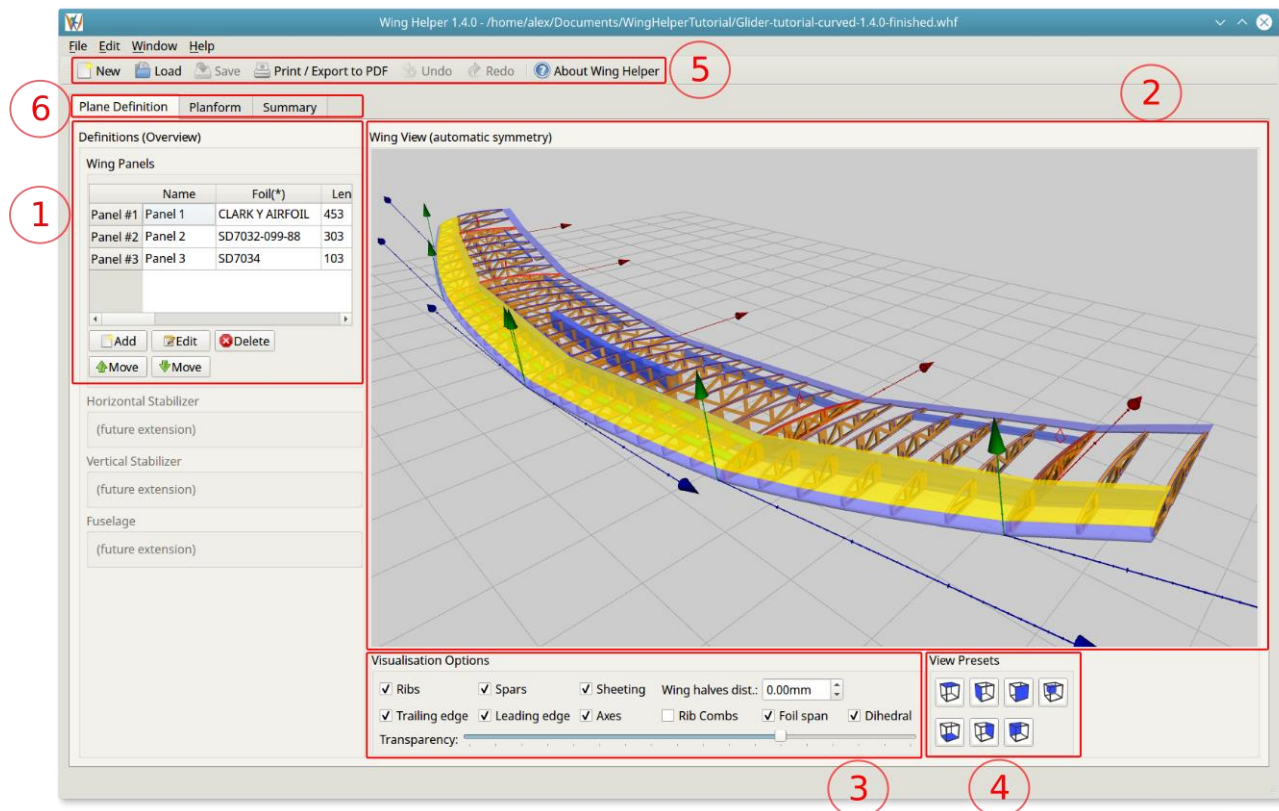 Wing Helper 1.4.0 - /home/alex/Documents/WingHelperTutorial/Glider-tutorial-curved-1.4.0-finished.whf
File Edit Window Help
New Load Save Print / Export to PDF Undo Redo About Wing Helper
5
2
6
Plane Definition Planform Summary
Definitions (Overview)
Wing View (automatic symmetry)
Wing Panels
1
Name Foil(*) Len
Panel #1 Panel 1 CLARK Y AIRFOIL 453
Panel #2 Panel 2 SD7032-099-88 303
Panel #3 Panel 3 SD7034 103
Add Edit Delete
Move Move
Horizontal Stabilizer
(future extension)
Vertical Stabilizer
(future extension)
Fuselage
(future extension)
Visualisation Options
View Presets
Ribs Spars Sheeting Wing halves dist.: 0.00mm
Trailing edge Leading edge Axes Rib Combs Foil span Dihedral
Transparency:
3
4